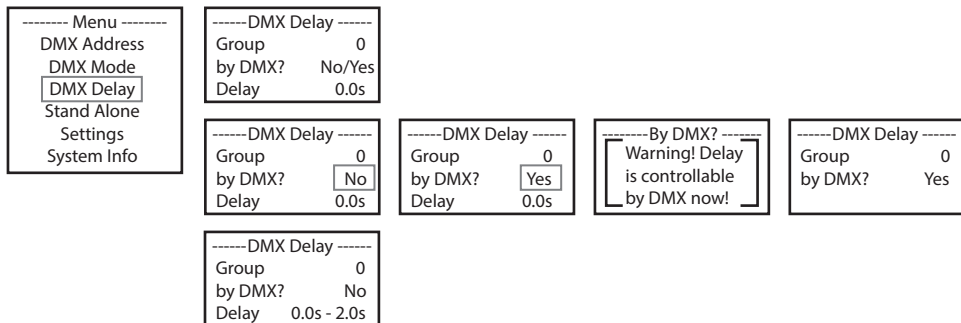 -------- Menu --------
DMX Address
DMX Mode
DMX Delay
Stand Alone
Settings
System Info
------DMX Delay ------
Group 0
by DMX? No/Yes
Delay 0.0s
------DMX Delay ------
Group 0
by DMX? No
Delay 0.0s
------DMX Delay ------
Group 0
by DMX? Yes
Delay 0.0s
--------By DMX? -------
Warning! Delay
is controllable
by DMX now!
------DMX Delay ------
Group 0
by DMX? Yes
------DMX Delay ------
Group 0
by DMX? No
Delay 0.0s - 2.0s